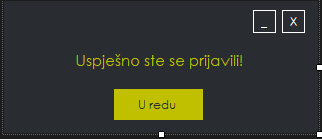 _ X
Uspješno ste se prijavili!
U redu